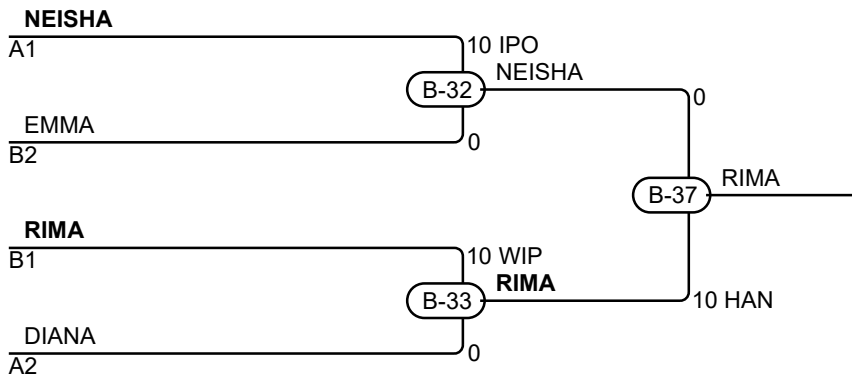 NEISHA
A1
10 IPO
NEISHA
B-32
0
EMMA
B2
0
RIMA
B-37
RIMA
B1
10 WIP
RIMA
B-33
10 HAN
DIANA
A2
0